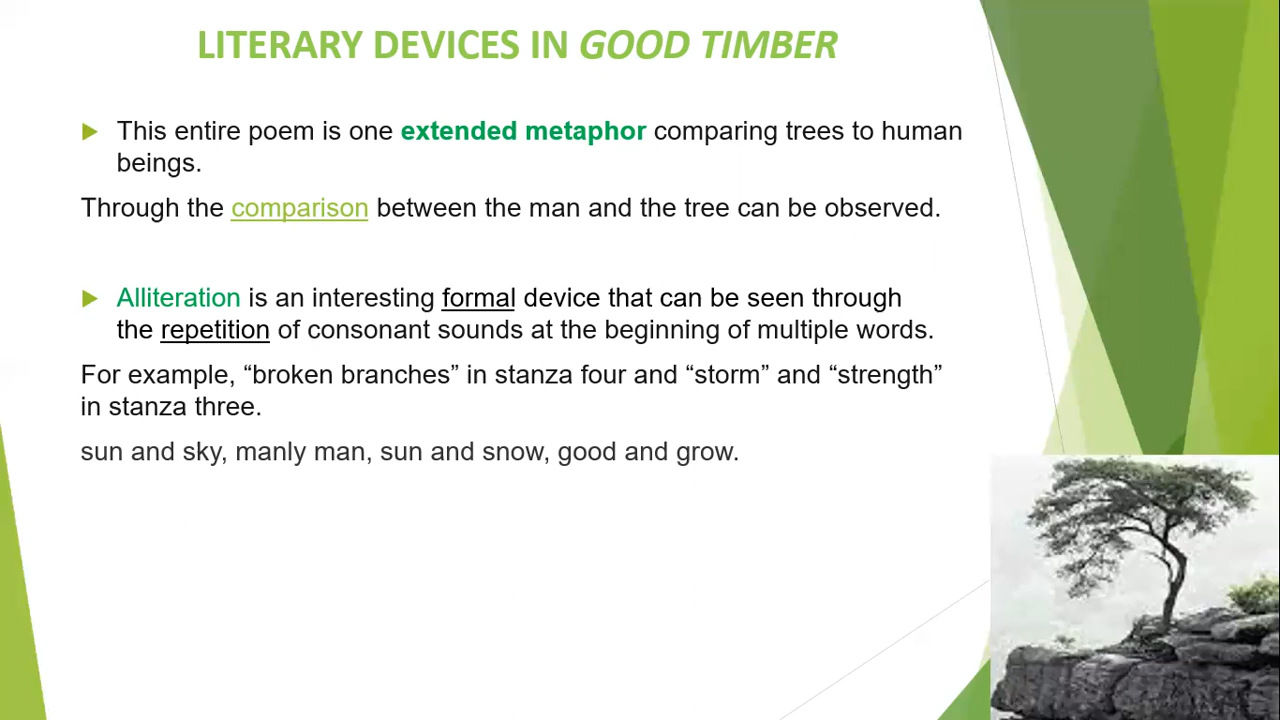 LITERARY DEVICES IN GOOD TIMBER
This entire poem is one extended metaphor comparing trees to human
beings.
Through the comparison between the man and the tree can be observed.
Alliteration is an interesting formal device that can be seen through
the repetition of consonant sounds at the beginning of multiple words.
For example, “broken branches” in stanza four and “storm” and “strength”
in stanza three.
sun and sky, manly man, sun and snow, good and grow.